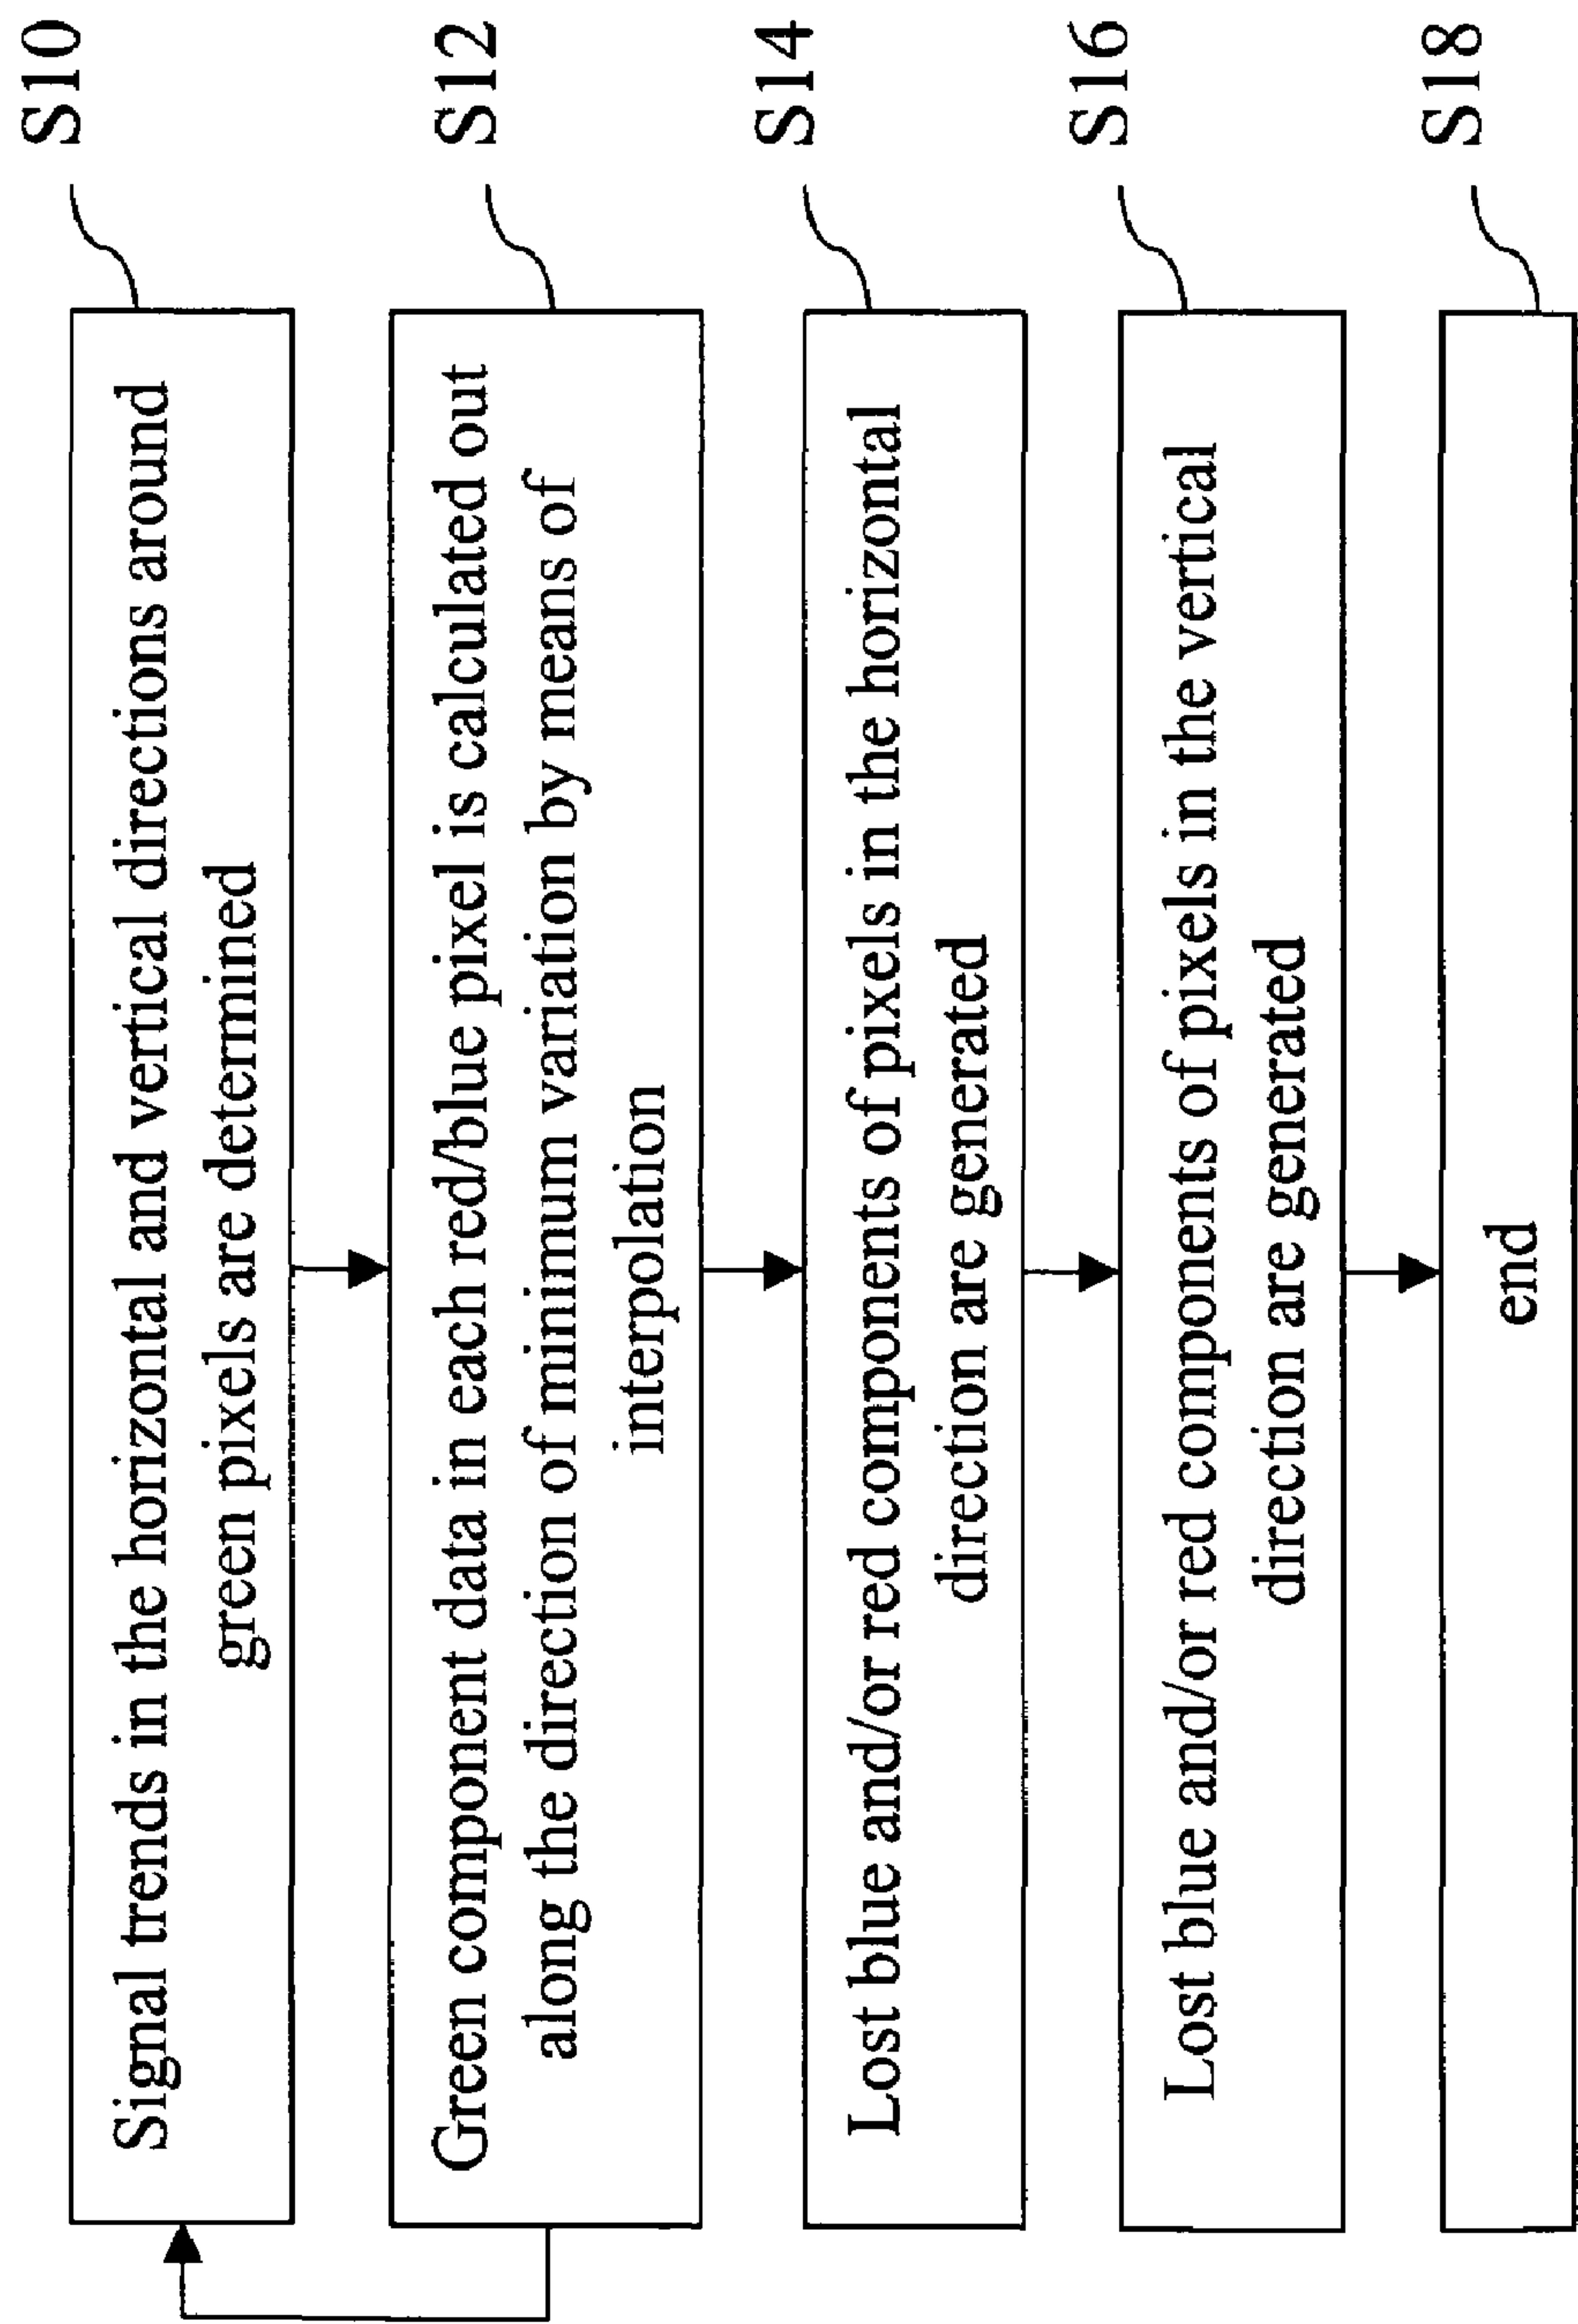 Signal trends in the horizontal and vertical directions around
green pixels are determined
S10
Green component data in each red/blue pixel is calculated out
along the direction of minimum variation by means of
interpolation
S12
Lost blue and/or red components of pixels in the horizontal
direction are generated
S14
Lost blue and/or red components of pixels in the vertical
direction are generated
S16
end
S18